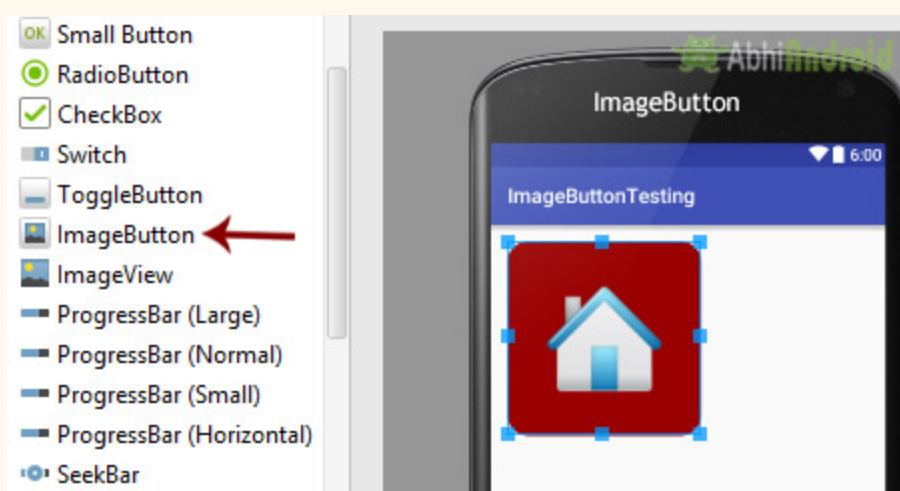 OK Small Button
RadioButton
CheckBox
Switch
ToggleButton
ImageButton
ImageView
ProgressBar (Large)
ProgressBar (Normal)
ProgressBar (Small)
ProgressBar (Horizontal)
SeekBar
AbhiAndroid
ImageButton
6:00
ImageButtonTesting